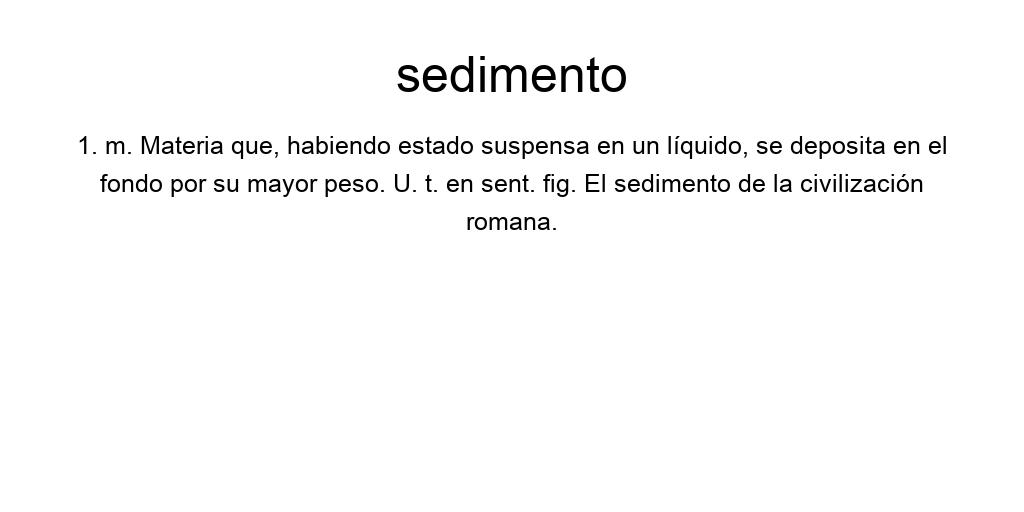 sedimento
1. m. Materia que, habiendo estado suspensa en un líquido, se deposita en el
fondo por su mayor peso. U. t. en sent. fig. El sedimento de la civilización
romana.